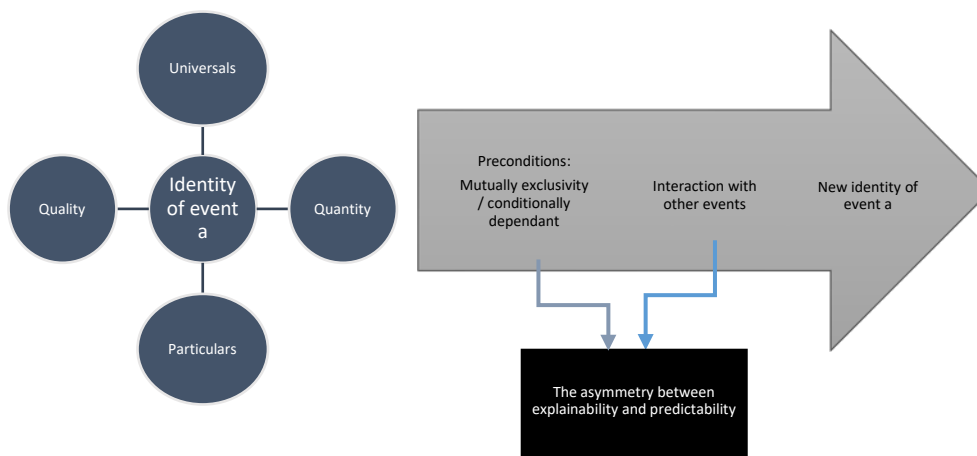 Universals
Quality
Identity
of event
a
Quantity
Particulars
Preconditions:
Mutually exclusivity
/ conditionally
dependant
Interaction with
other events
New identity of
event a
The asymmetry between
explainability and predictability